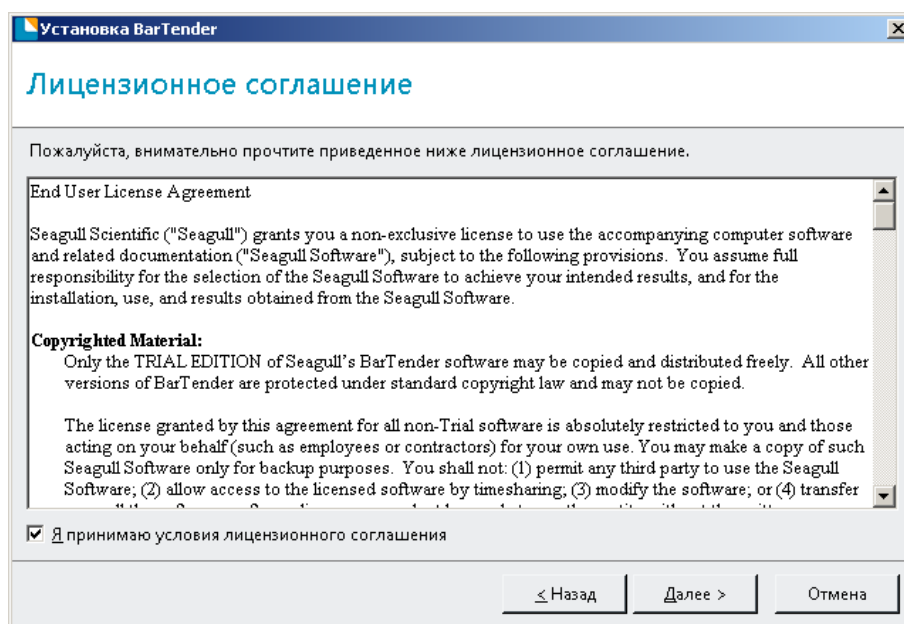 Установка BarTender
Лицензионное соглашение
Пожалуйста, внимательно прочтите приведенное ниже лицензионное соглашение.
End User License Agreement
Seagull Scientific ("Seagull") grants you a non-exclusive license to use the accompanying computer software
and related documentation ("Seagull Software"), subject to the following provisions.  You assume full
responsibility for the selection of the Seagull Software to achieve your intended results, and for the
installation, use, and results obtained from the Seagull Software.
Copyrighted Material:
Only the TRIAL EDITION of Seagull's BarTender software may be copied and distributed freely.  All other
versions of BarTender are protected under standard copyright law and may not be copied.
The license granted by this agreement for all non-Trial software is absolutely restricted to you and those
acting on your behalf (such as employees or contractors) for your own use. You may make a copy of such
Seagull Software only for backup purposes.  You shall not: (1) permit any third party to use the Seagull
Software; (2) allow access to the licensed software by timesharing; (3) modify the software; or (4) transfer
Я принимаю условия лицензионного соглашения
< Назад
Далее >
Отмена